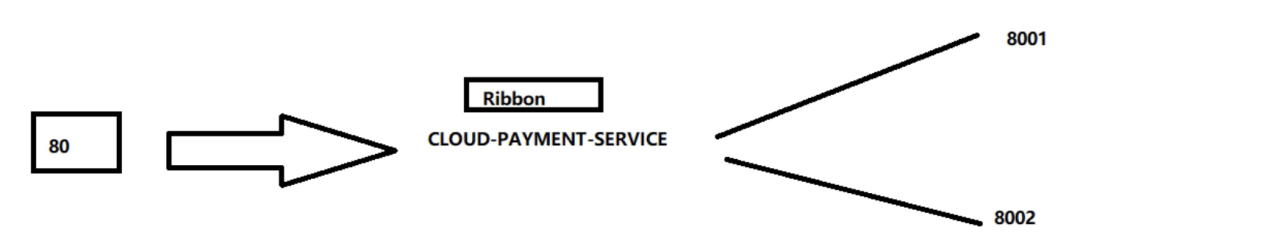 80
Ribbon
CLOUD-PAYMENT-SERVICE
8001
8002